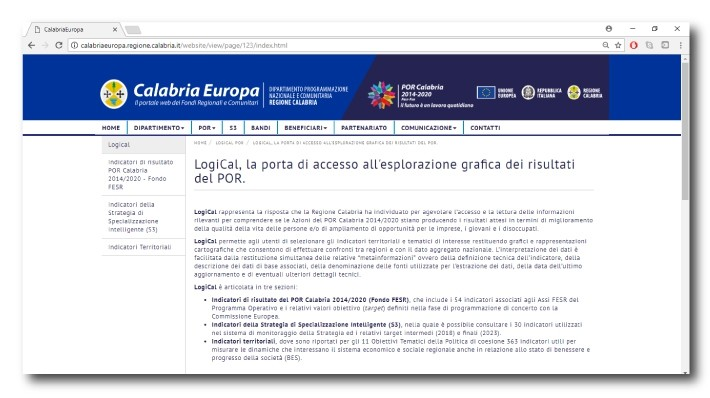 CalabriaEuropa
calabriaeuropa.regione.calabria.it/website/view/page/123/index.html
Calabria Europa
Il portale web dei Fondi Regionali e Comunitari
DIPARTIMENTO PROGRAMMAZIONE
NAZIONALE E COMUNITARIA
REGIONE CALABRIA
POR Calabria
2014-2020
Fesr-Fse
Il futuro è un lavoro quotidiano
UNIONE
EUROPEA
REPUBBLICA
ITALIANA
REGIONE
CALABRIA
HOME DIPARTIMENTO POR S3 BANDI BENEFICIARI PARTENARIATO COMUNICAZIONE CONTATTI
Logical
Indicatori di risultato
POR Calabria
2014/2020 - Fondo
FESR
Indicatori della
Strategia di
Specializzazione
Intelligente (S3)
Indicatori Territoriali
HOME / LOGICAL POR / LOGICAL, LA PORTA DI ACCESSO ALL'ESPLORAZIONE GRAFICA DEI RISULTATI DEL POR.
LogiCal, la porta di accesso all'esplorazione grafica dei risultati
del POR.
LogiCal rappresenta la risposta che la Regione Calabria ha individuato per agevolare l'accesso e la lettura delle informazioni
rilevanti per comprendere se le Azioni del POR Calabria 2014/2020 stiano producendo i risultati attesi in termini di miglioramento
della qualità della vita delle persone e/o di ampliamento di opportunità per le imprese, i giovani e i disoccupati.
LogiCal permette agli utenti di selezionare gli indicatori territoriali e tematici di interesse restituendo grafici e rappresentazioni
cartografiche che consentono di effettuare confronti tra regioni e con il dato aggregato nazionale. L'interpretazione dei dati è
facilitata dalla restituzione simultanea delle relative "metainformazioni" ovvero della definizione tecnica dell'indicatore, della
descrizione dei dati di base associati, della denominazione delle fonti utilizzate per l'estrazione dei dati, della data dell'ultimo
aggiornamento e di eventuali ulteriori dettagli tecnici.
LogiCal è articolata in tre sezioni:
• Indicatori di risultato del POR Calabria 2014/2020 (Fondo FESR), che include i 54 indicatori associati agli Assi FESR del
Programma Operativo e i relativi valori obiettivo (target) definiti nella fase di programmazione di concerto con la
Commissione Europea.
• Indicatori della Strategia di Specializzazione Intelligente (S3), nella quale è possibile consultare i 30 indicatori utilizzati
nel sistema di monitoraggio della Strategia ed i relativi target intermedi (2018) e finali (2023).
• Indicatori territoriali, dove sono riportati per gli 11 Obiettivi Tematici della Politica di coesione 363 indicatori utili per
misurare le dinamiche che interessano il sistema economico e sociale regionale anche in relazione allo stato di benessere e
progresso della società (BES).